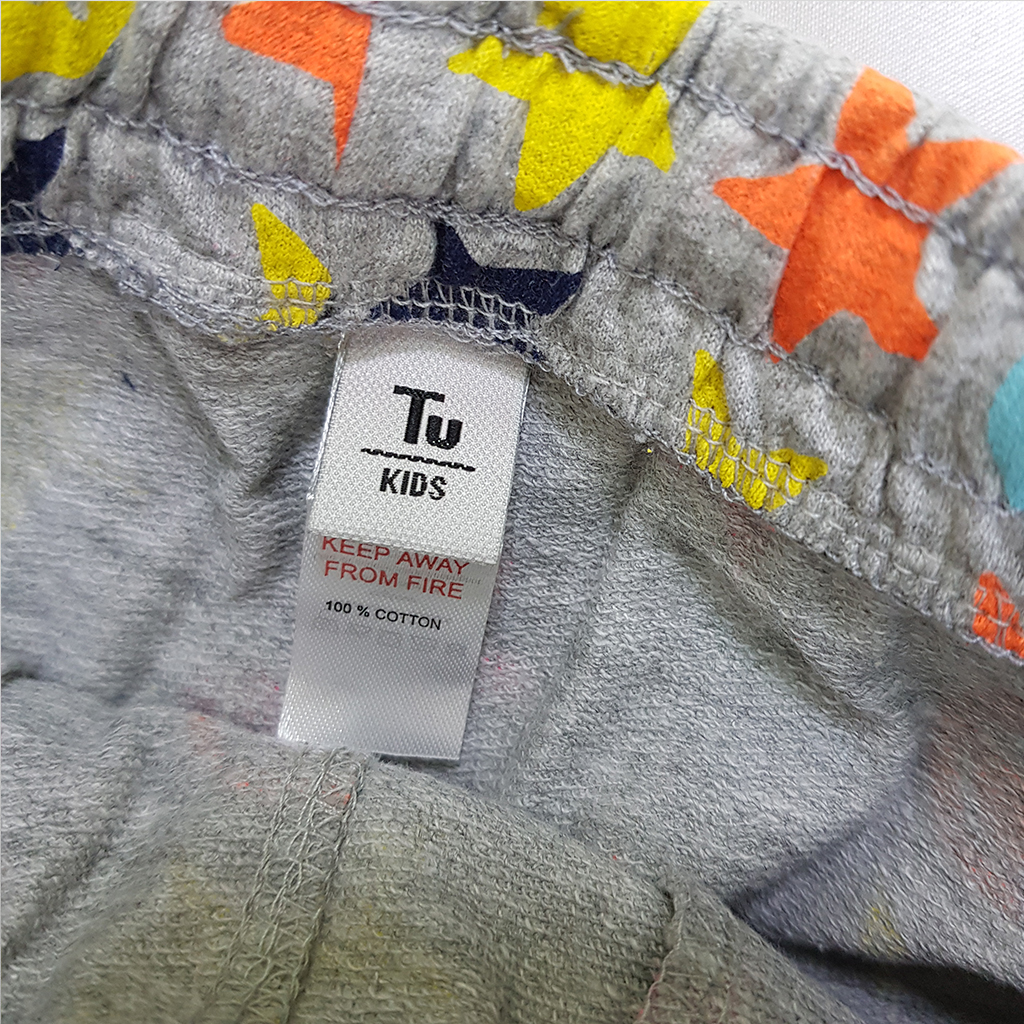 Tu
KIDS
KEEP AWAY
FROM FIRE
100 % COTTON